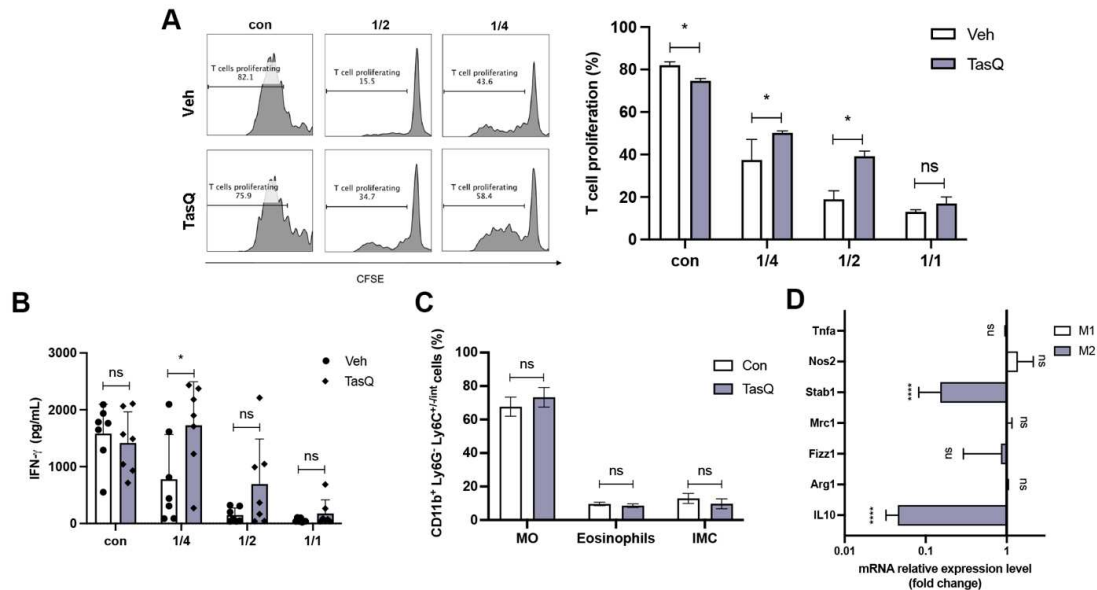 A
con
1/2
1/4
Veh
T cells proliferating
82.1
T cell proliferating
15.5
T cell proliferating
43.6
TasQ
T cells proliferating
75.9
T cell proliferating
34.7
T cell proliferating
58.4
CFSE
T cell proliferation (%)
100
80
60
40
20
0
*
*
*
ns
con
1/4
1/2
1/1
Veh
TasQ
B
IFN-γ (pg/mL)
3000
2000
1000
0
ns
*
ns
ns
con
1/4
1/2
1/1
Veh
TasQ
C
CD11b+ Ly6G- Ly6C+/-/int cells (%)
100
80
60
40
20
0
ns
ns
ns
MO
Eosinophils
IMC
Con
TasQ
D
Tnfa
Nos2
Stab1
Mrc1
Fizz1
Arg1
IL10
ns
ns
****
ns
ns
ns
****
0.01
0.1
1
10
mRNA relative expression level
(fold change)
M1
M2